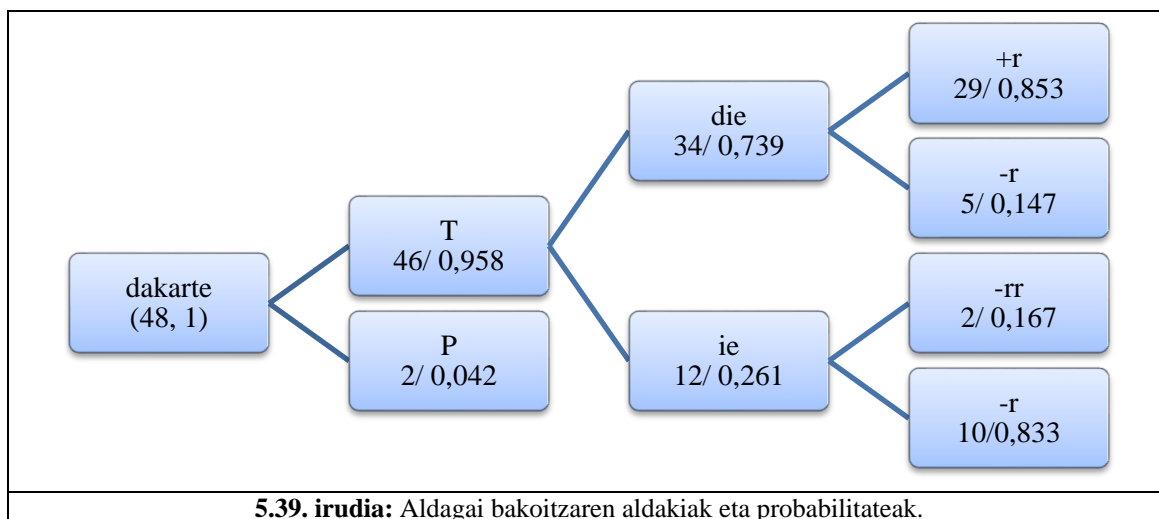 dakarte
(48, 1)
T
46/ 0,958
P
2/ 0,042
die
34/ 0,739
ie
12/ 0,261
+r
29/ 0,853
-r
5/ 0,147
-rr
2/ 0,167
-r
10/0,833
5.39. irudia: Aldagai bakoitzaren aldakiak eta probabilitateak.